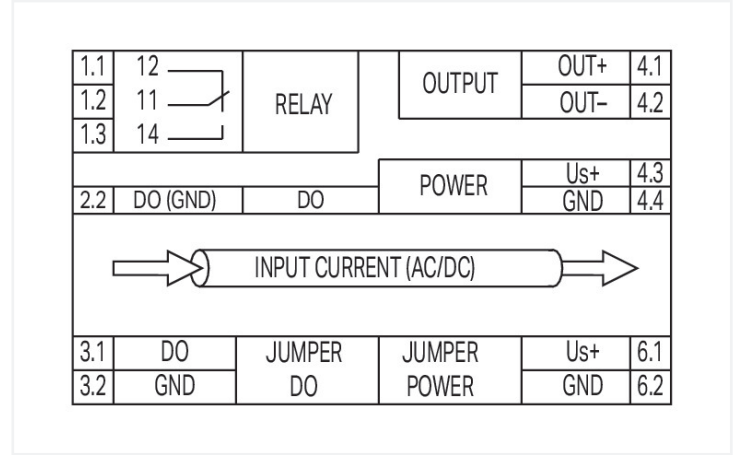 1.1 12 RELAY OUTPUT OUT+ 4.1
1.2 11 OUT– 4.2
1.3 14
POWER Us+ 4.3
2.2 DO (GND) DO GND 4.4
INPUT CURRENT (AC/DC)
3.1 DO JUMPER JUMPER Us+ 6.1
3.2 GND DO POWER GND 6.2